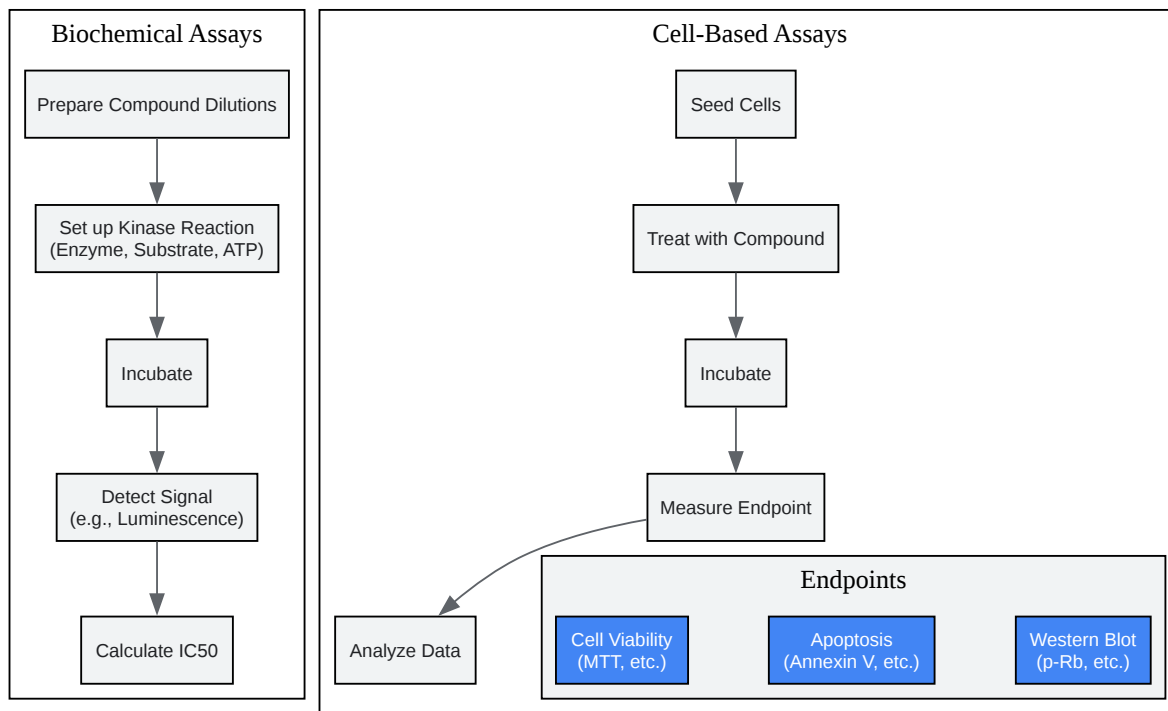 Biochemical Assays
Prepare Compound Dilutions
Set up Kinase Reaction
(Enzyme, Substrate, ATP)
Incubate
Detect Signal
(e.g., Luminescence)
Calculate IC50
Cell-Based Assays
Seed Cells
Treat with Compound
Incubate
Measure Endpoint
Analyze Data
Endpoints
Cell Viability
(MTT, etc.)
Apoptosis
(Annexin V, etc.)
Western Blot
(p-Rb, etc.)